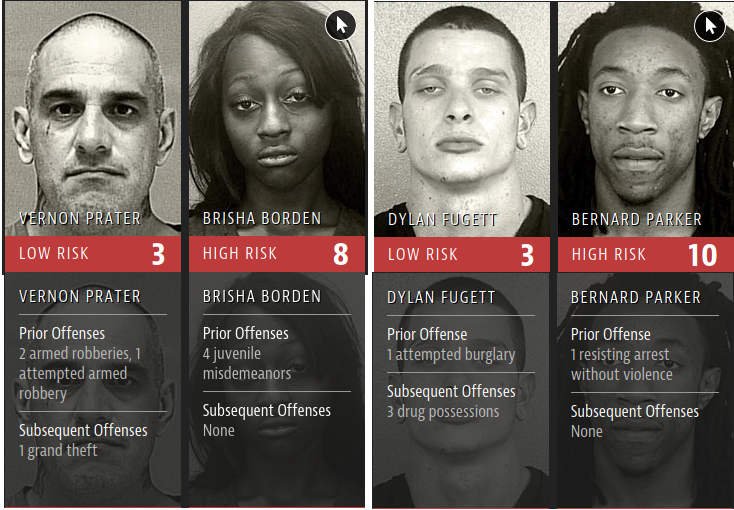 VERNON PRATER
LOW RISK 3
BRISHA BORDEN
HIGH RISK 8
DYLAN FUGETT
LOW RISK 3
BERNARD PARKER
HIGH RISK 10
VERNON PRATER
Prior Offenses
2 armed robberies, 1
attempted armed
robbery
Subsequent Offenses
1 grand theft
BRISHA BORDEN
Prior Offenses
4 juvenile
misdemeanors
Subsequent Offenses
None
DYLAN FUGETT
Prior Offense
1 attempted burglary
Subsequent Offenses
3 drug possessions
BERNARD PARKER
Prior Offense
1 resisting arrest
without violence
Subsequent Offenses
None